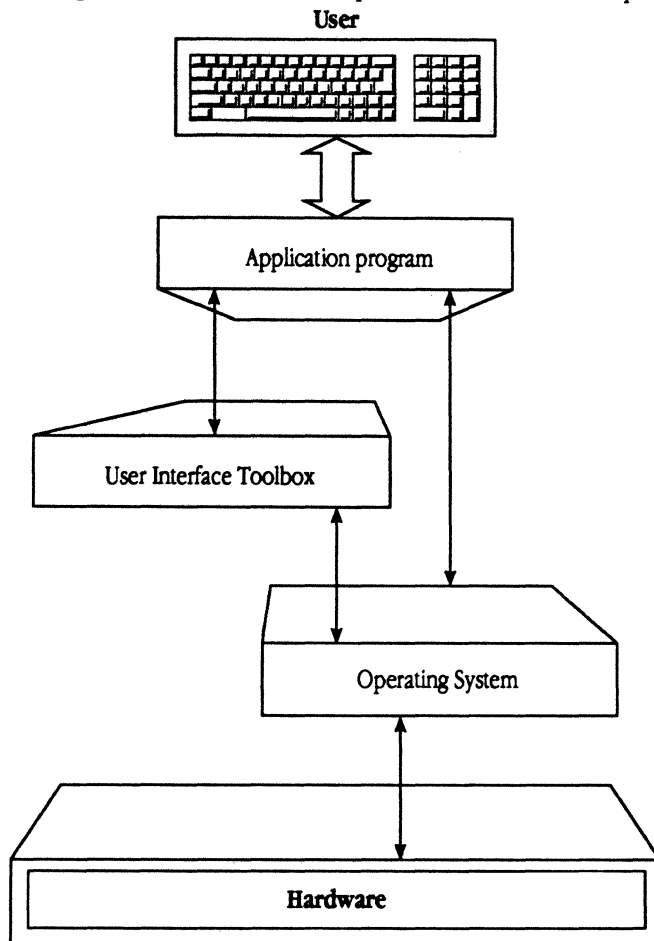 User
Application program
User Interface Toolbox
Operating System
Hardware